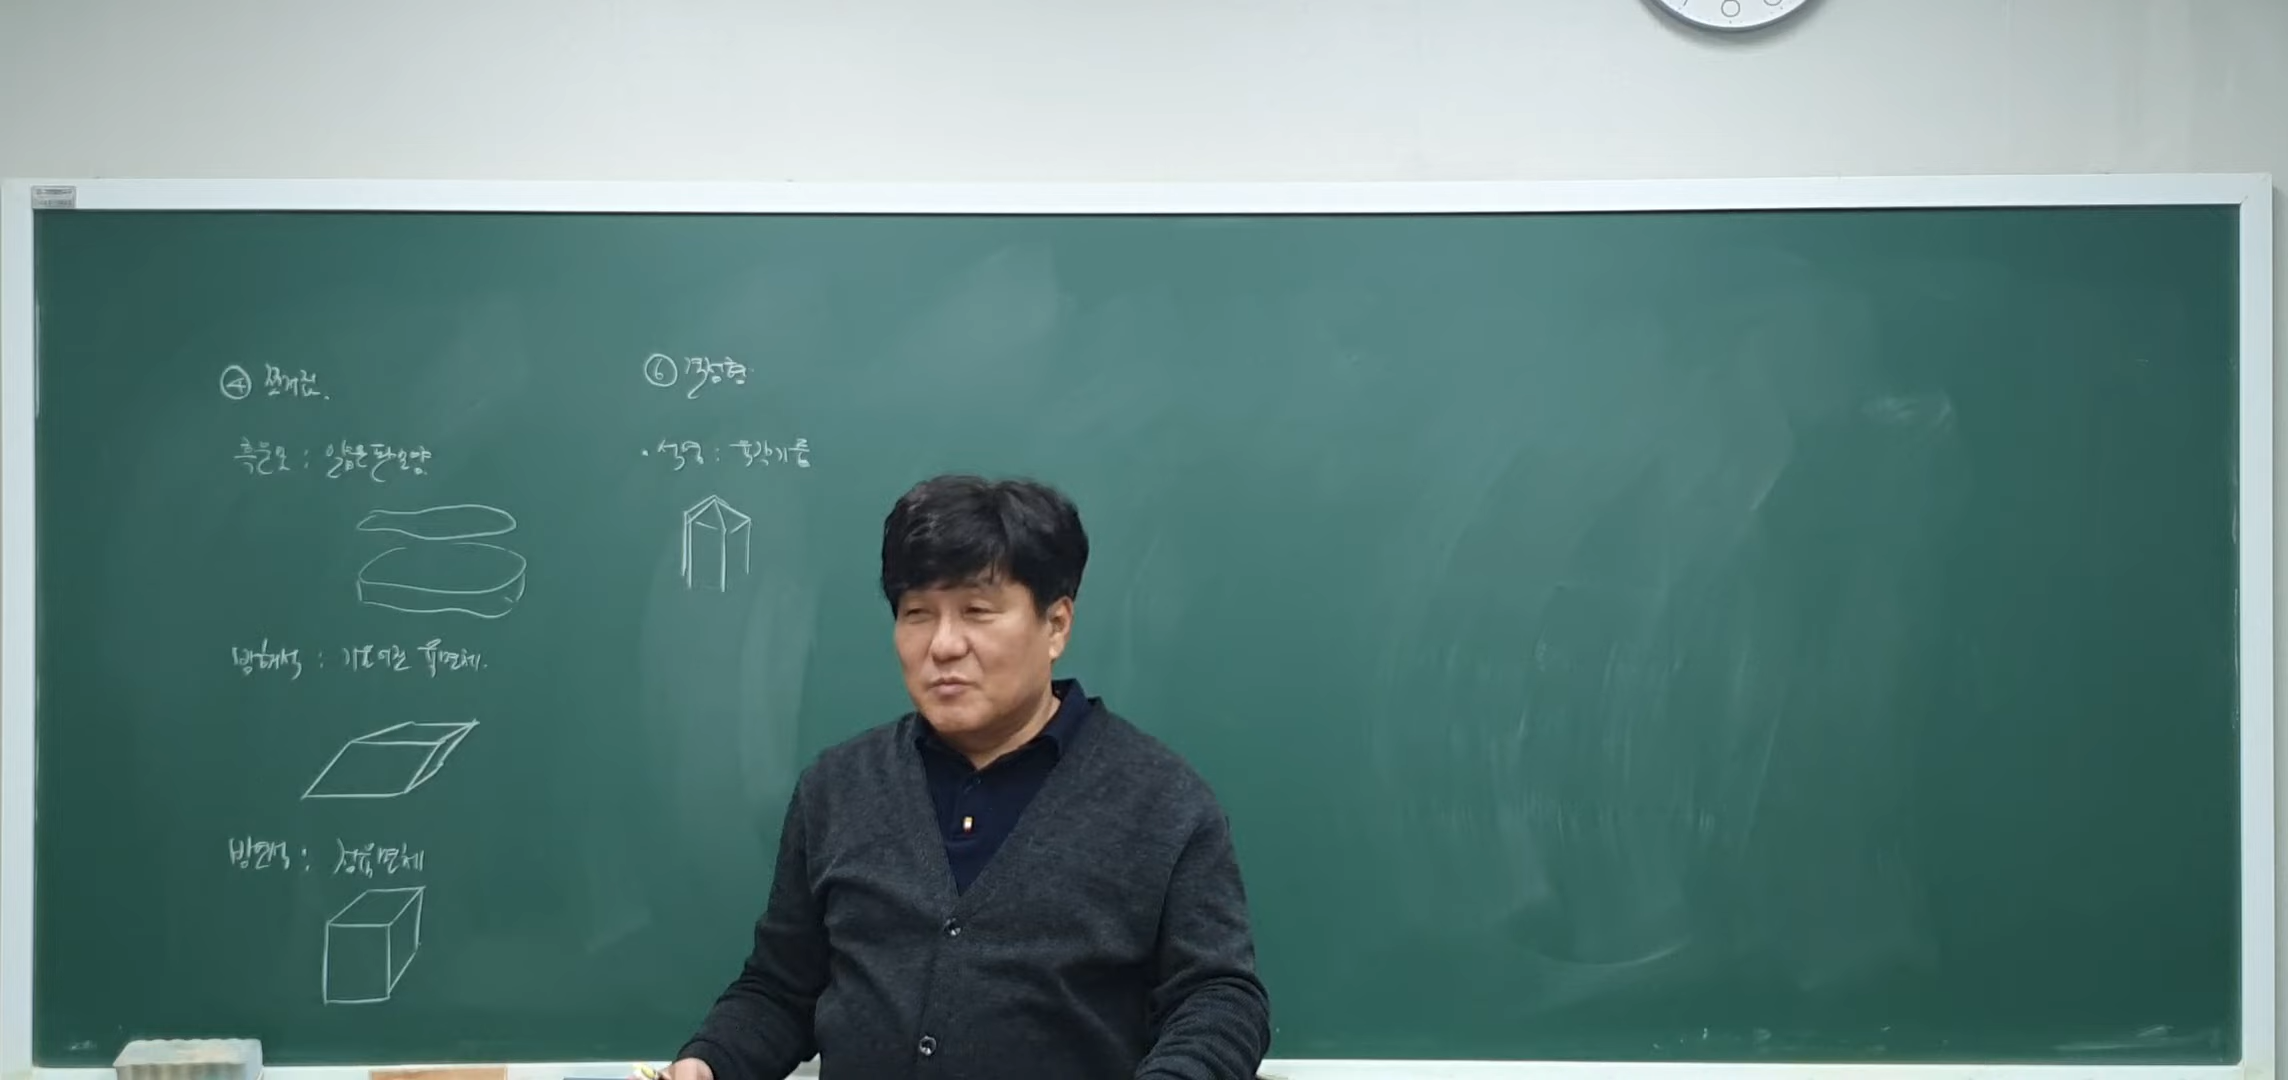 ④ 쪼개짐.
흑운모 : 얇은 판 모양.
방해석 : 기울어진 육면체.
방연석 : 정육면체
⑥ 결정형
· 석영 : 육각기둥